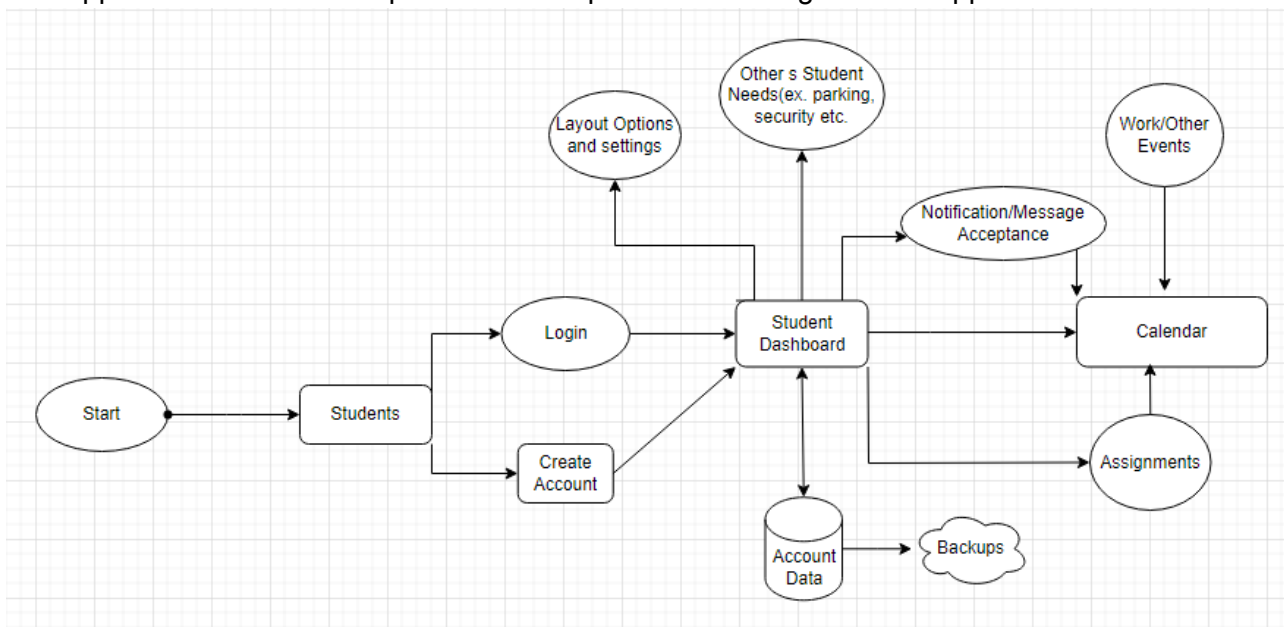 Other s Student
Needs(ex. parking,
security etc.
Layout Options
and settings
Work/Other
Events
Notification/Message
Acceptance
Login
Student
Dashboard
Calendar
Start
Students
Create
Account
Assignments
Account
Data
Backups